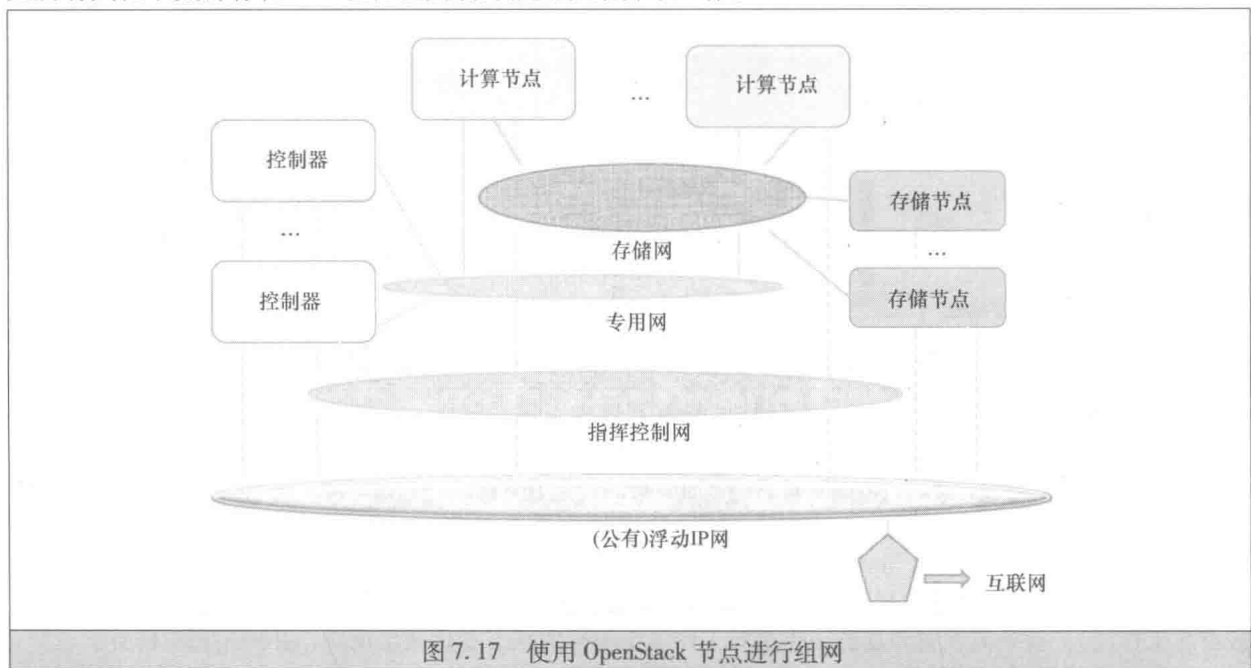 计算节点
...
计算节点
控制器
...
控制器
存储节点
...
存储节点
存储网
专用网
指挥控制网
(公有)浮动IP网
互联网
图 7.17 使用 OpenStack 节点进行组网